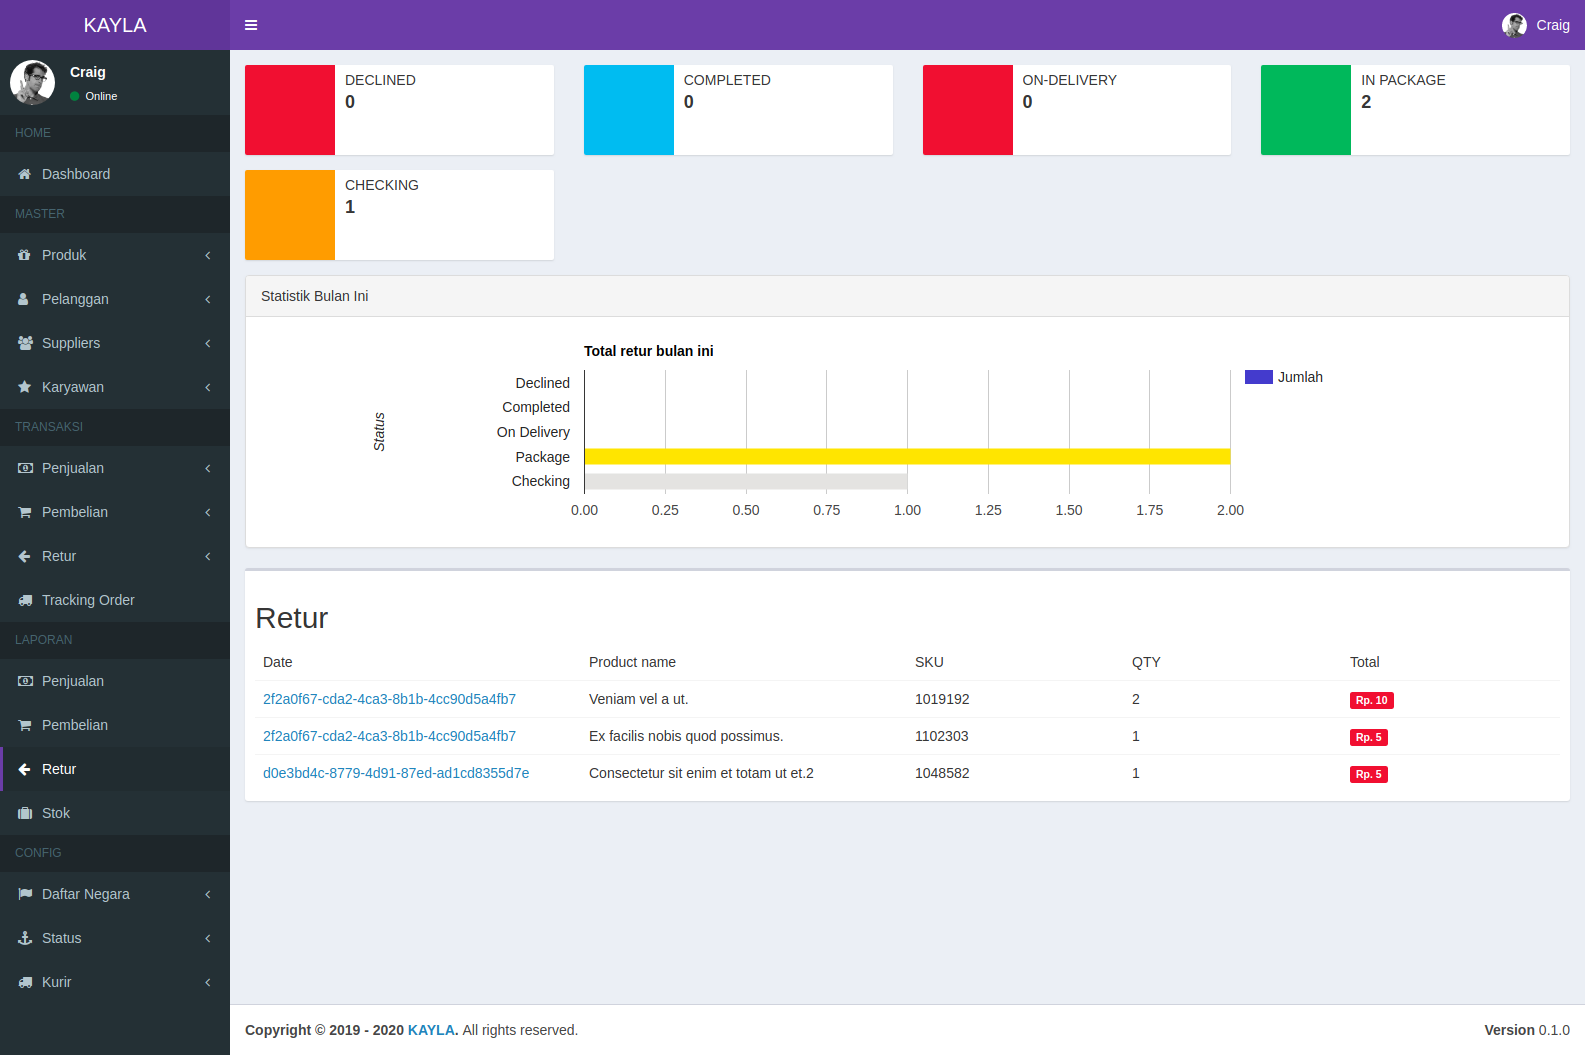 KAYLA
Craig
Craig
Online
HOME
Dashboard
MASTER
Produk
Pelanggan
Suppliers
Karyawan
TRANSAKSI
Penjualan
Pembelian
Retur
Tracking Order
LAPORAN
Penjualan
Pembelian
Retur
Stok
CONFIG
Daftar Negara
Status
Kurir
DECLINED
0
COMPLETED
0
ON-DELIVERY
0
IN PACKAGE
2
CHECKING
1
Statistik Bulan Ini
Total retur bulan ini
Status
Declined
Completed
On Delivery
Package
Checking
0.00 0.25 0.50 0.75 1.00 1.25 1.50 1.75 2.00
Jumlah
Retur
Date Product name SKU QTY Total
2f2a0f67-cda2-4ca3-8b1b-4cc90d5a4fb7 Veniam vel a ut. 1019192 2 Rp. 10
2f2a0f67-cda2-4ca3-8b1b-4cc90d5a4fb7 Ex facilis nobis quod possimus. 1102303 1 Rp. 5
d0e3bd4c-8779-4d91-87ed-ad1cd8355d7e Consectetur sit enim et totam ut et.2 1048582 1 Rp. 5
Copyright © 2019 - 2020 KAYLA. All rights reserved.
Version 0.1.0